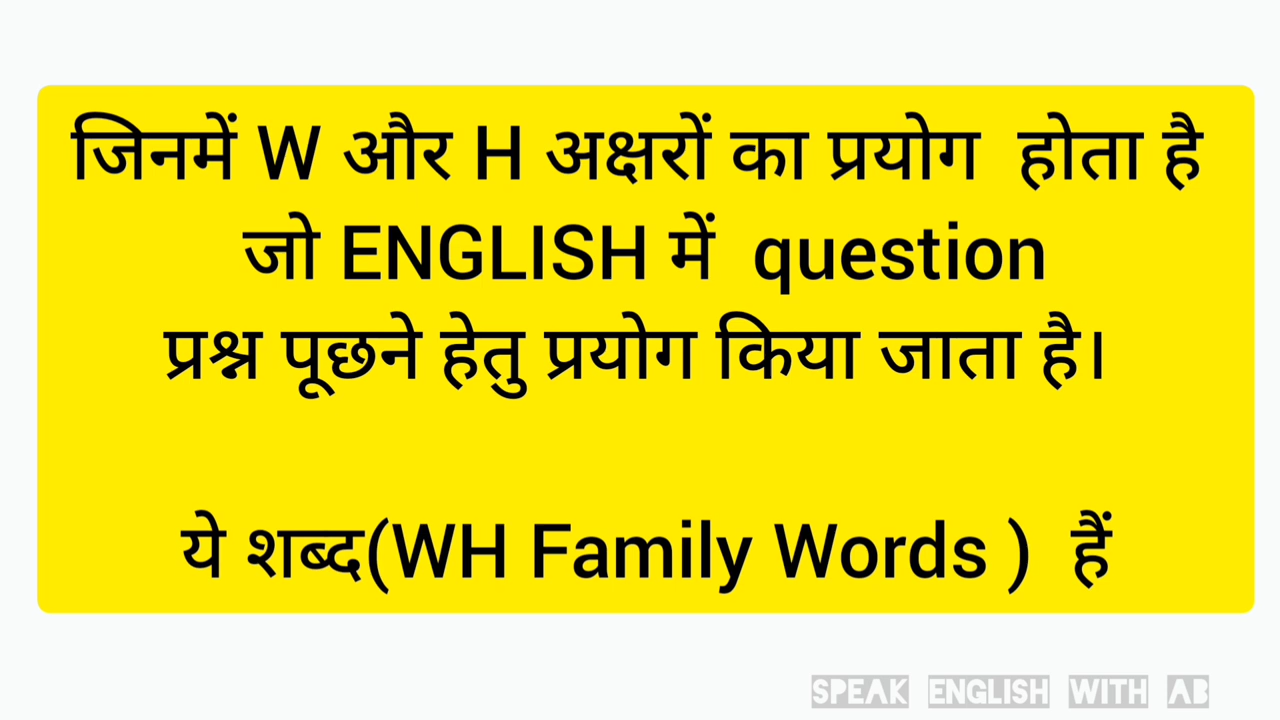 जिनमें W और H अक्षरों का प्रयोग होता है
जो ENGLISH में question
प्रश्न पूछने हेतु प्रयोग किया जाता है।
ये शब्द(WH Family Words ) हैं
SPEAK ENGLISH WITH AB